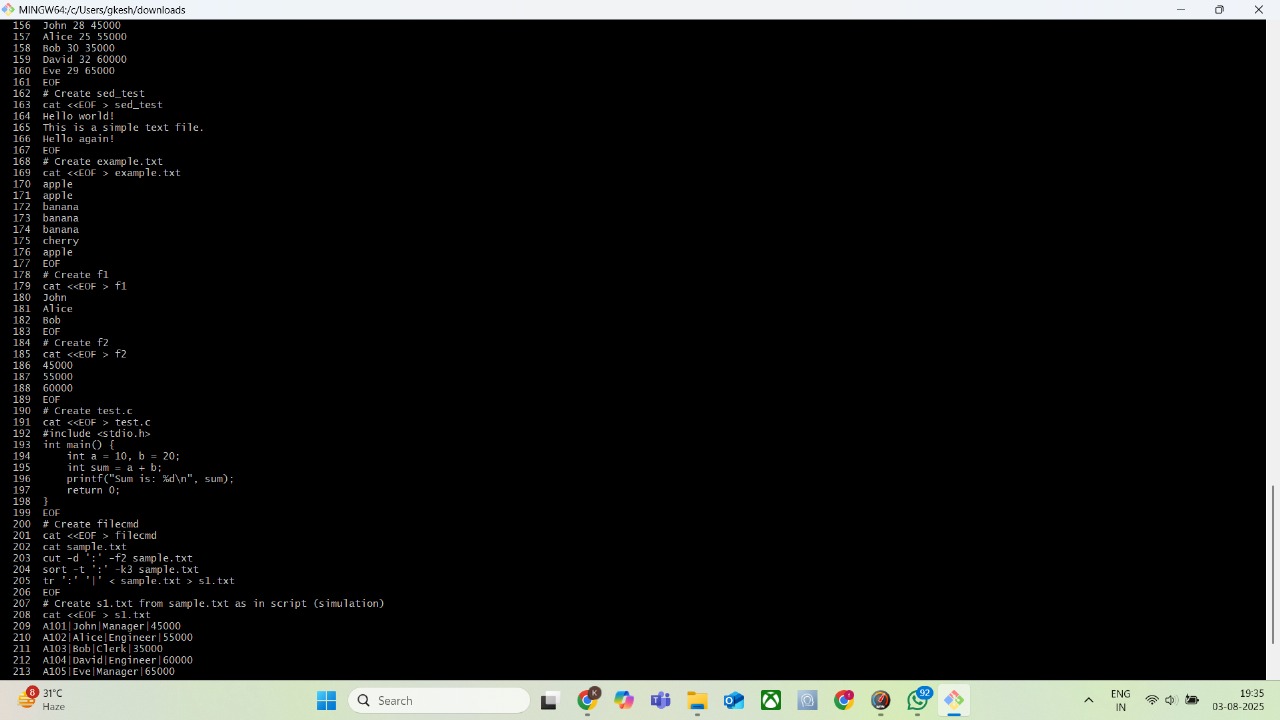 MINGW64:/c/Users/gkesh/downloads
156 John 28 45000
157 Alice 25 55000
158 Bob 30 35000
159 David 32 60000
160 Eve 29 65000
161 EOF
162 # Create sed_test
163 cat <<EOF > sed_test
164 Hello world!
165 This is a simple text file.
166 Hello again!
167 EOF
168 # Create example.txt
169 cat <<EOF > example.txt
170 apple
171 apple
172 banana
173 banana
174 banana
175 cherry
176 apple
177 EOF
178 # Create f1
179 cat <<EOF > f1
180 John
181 Alice
182 Bob
183 EOF
184 # Create f2
185 cat <<EOF > f2
186 45000
187 55000
188 60000
189 EOF
190 # Create test.c
191 cat <<EOF > test.c
192 #include <stdio.h>
193 int main() {
194     int a = 10, b = 20;
195     int sum = a + b;
196     printf("Sum is: %d\n", sum);
197     return 0;
198 }
199 EOF
200 # Create filecmd
201 cat <<EOF > filecmd
202 cat sample.txt
203 cut -d ':' -f2 sample.txt
204 sort -t ':' -k3 sample.txt
205 tr ':' '|' < sample.txt > s1.txt
206 EOF
207 # Create s1.txt from sample.txt as in script (simulation)
208 cat <<EOF > s1.txt
209 A101|John|Manager|45000
210 A102|Alice|Engineer|55000
211 A103|Bob|Clerk|35000
212 A104|David|Engineer|60000
213 A105|Eve|Manager|65000
8
31°C
Haze
Search
K
92
ENG
IN
19:35
03-08-2025